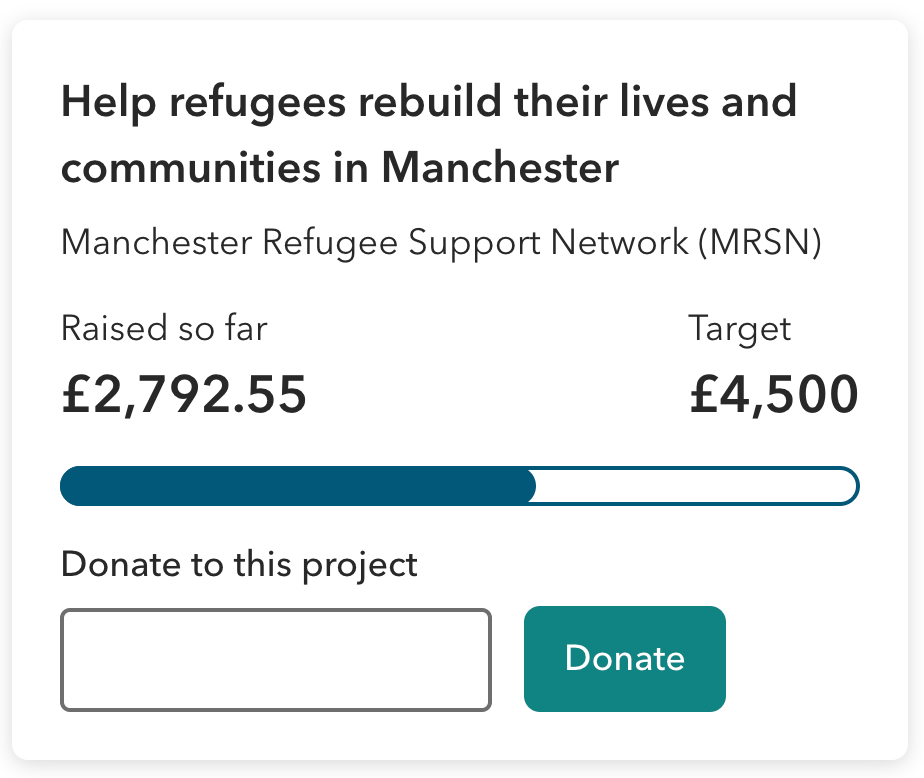 Help refugees rebuild their lives and
communities in Manchester
Manchester Refugee Support Network (MRSN)
Raised so far
£2,792.55
Target
£4,500
Donate to this project
Donate